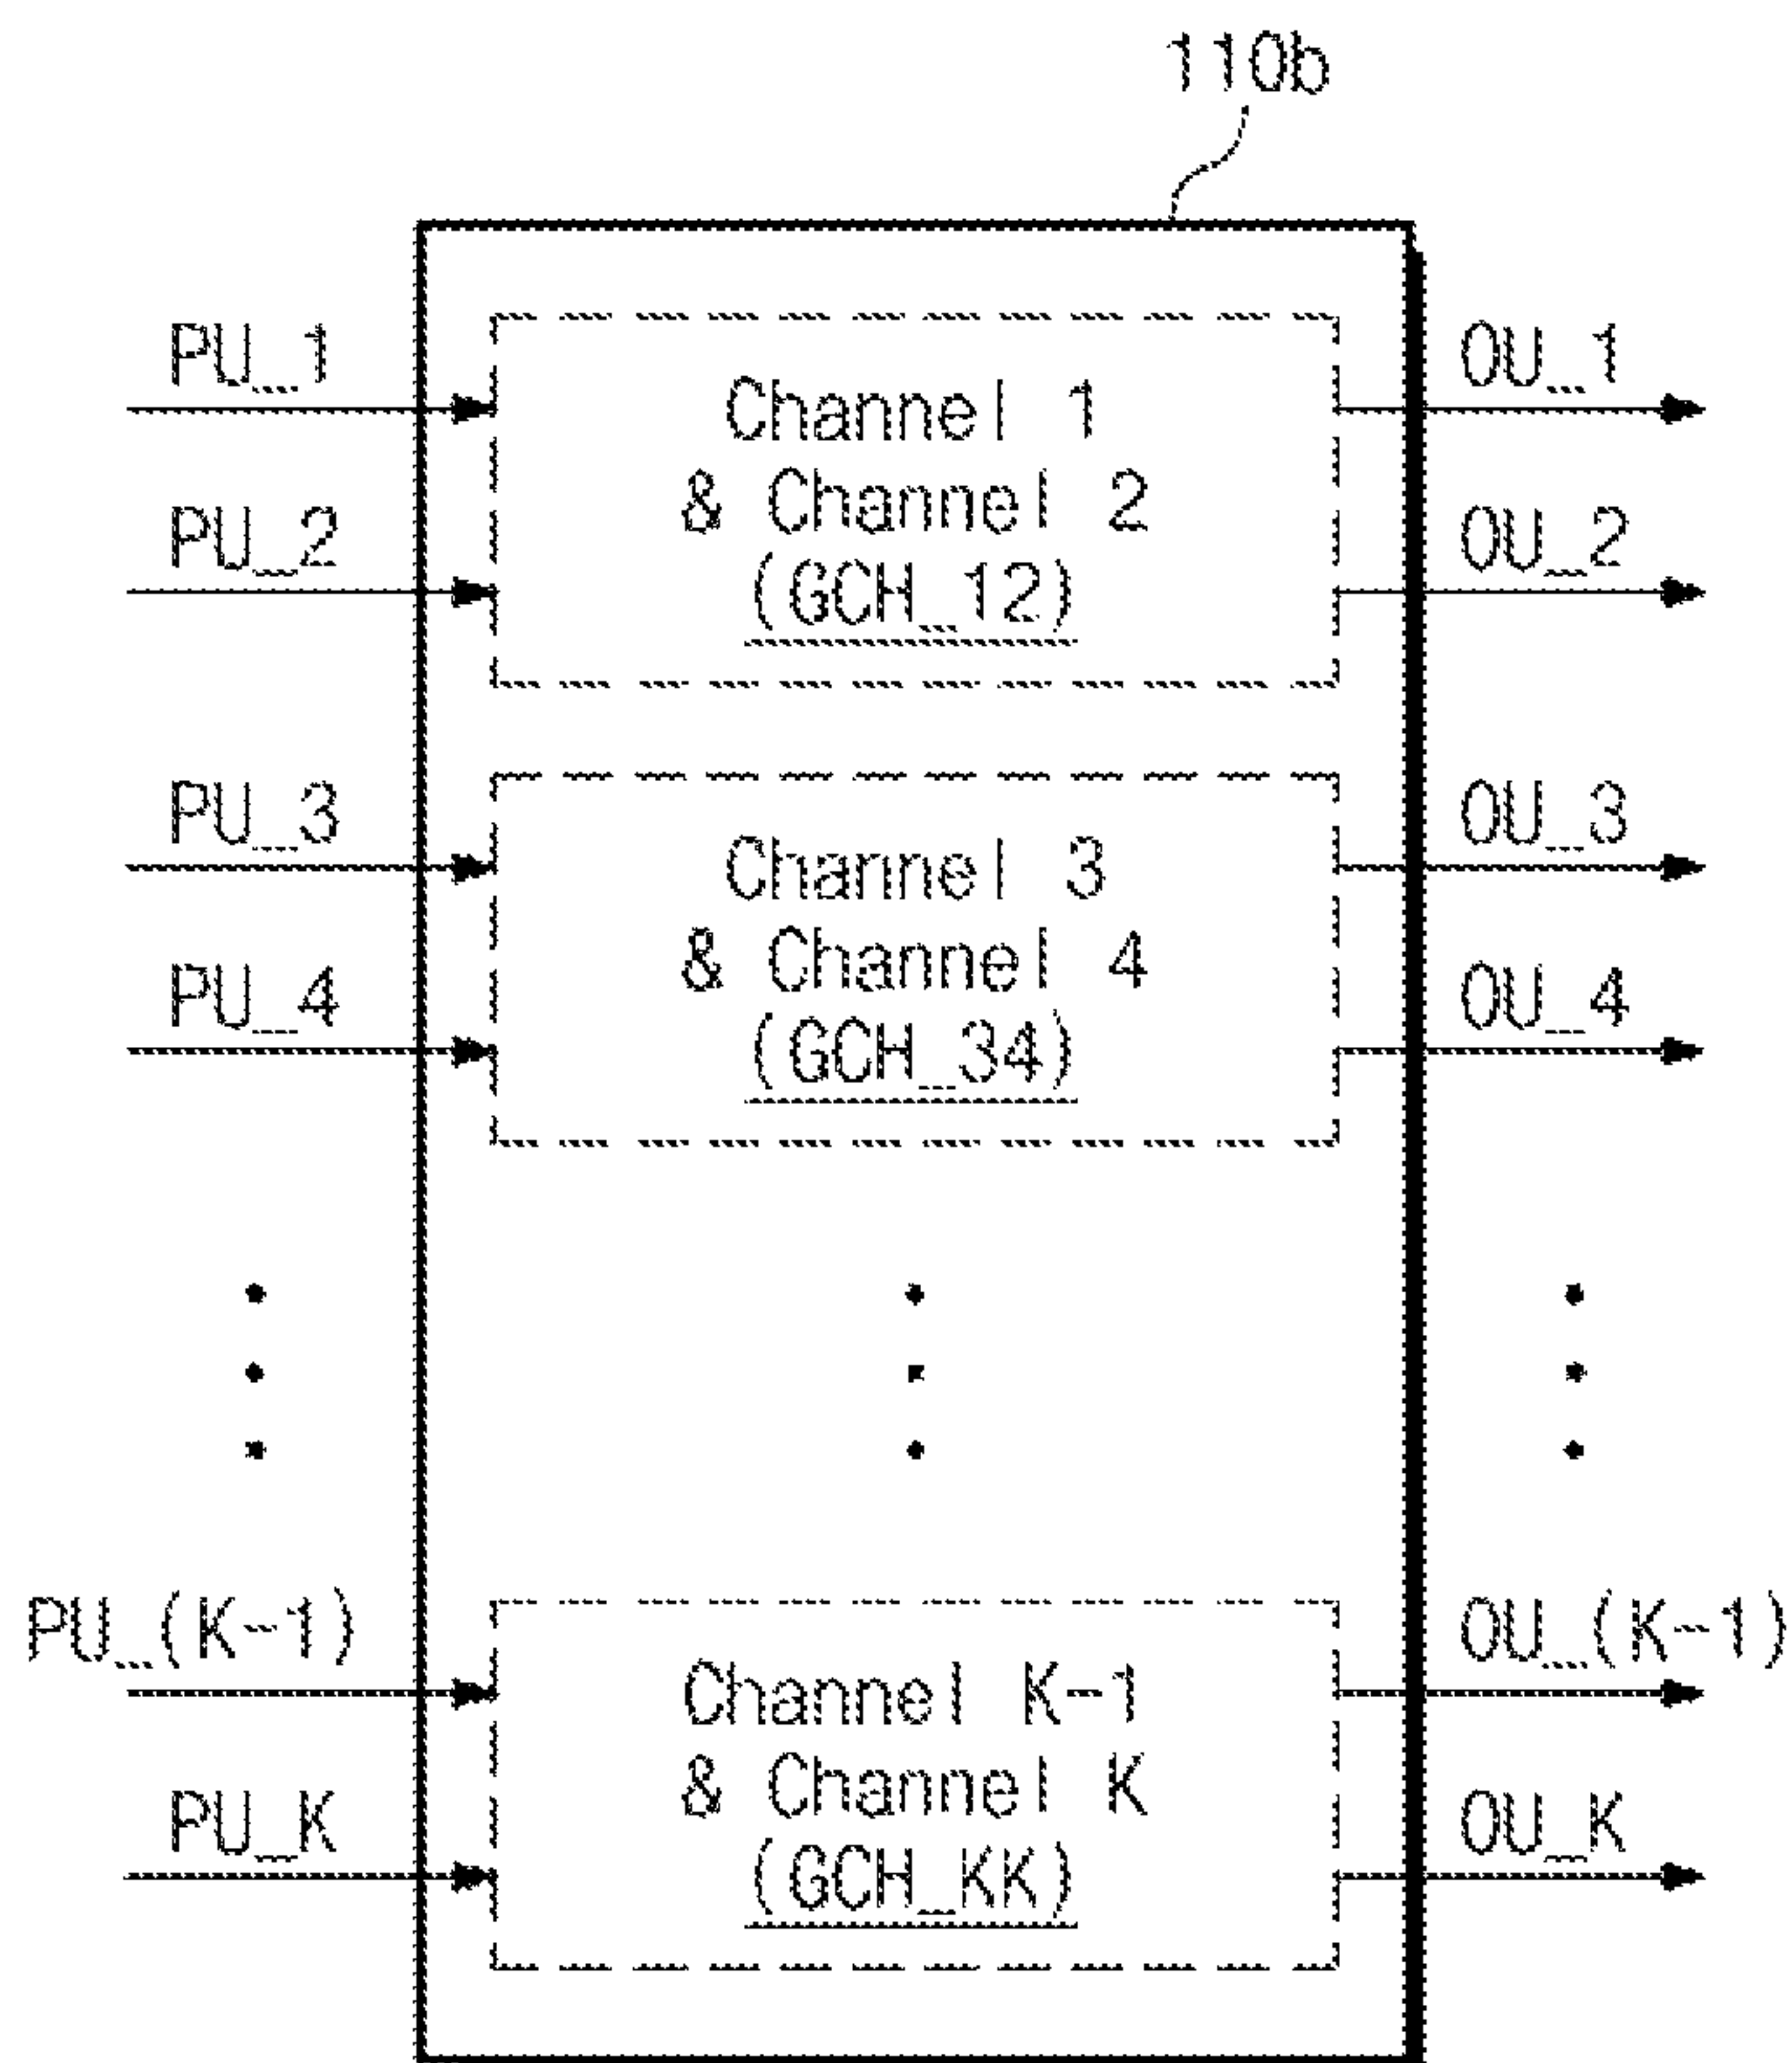 110b
PU_1
PU_2
Channel 1
& Channel 2
(GCH_12)
OU_1
OU_2
PU_3
PU_4
Channel 3
& Channel 4
(GCH_34)
OU_3
OU_4
PU_(K-1)
PU_K
Channel K-1
& Channel K
(GCH_KK)
OU_(K-1)
OU_K